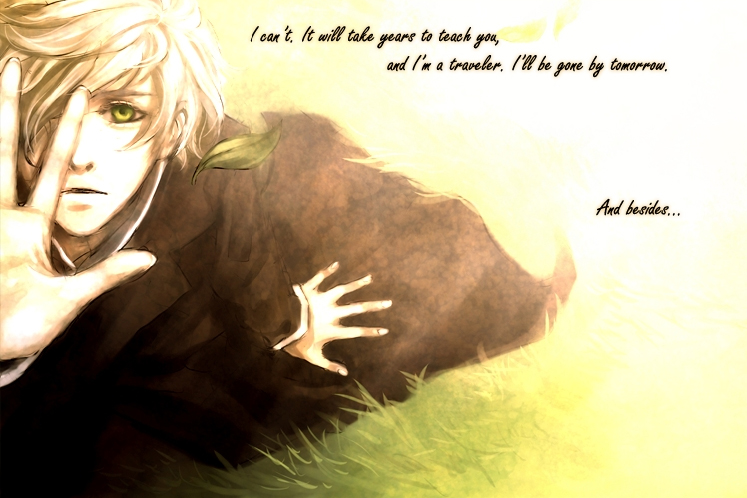 I can't. It will take years to teach you,
and I'm a traveler. I'll be gone by tomorrow.
And besides...